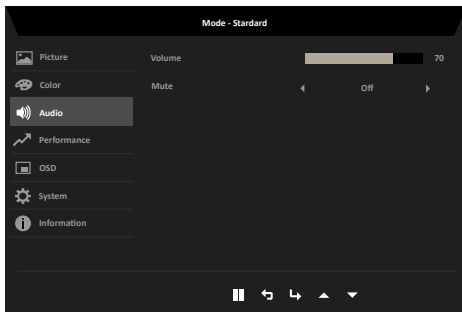 Mode - Stardard
Picture
Volume 70
Color
Mute Off
Audio
Performance
OSD
System
Information